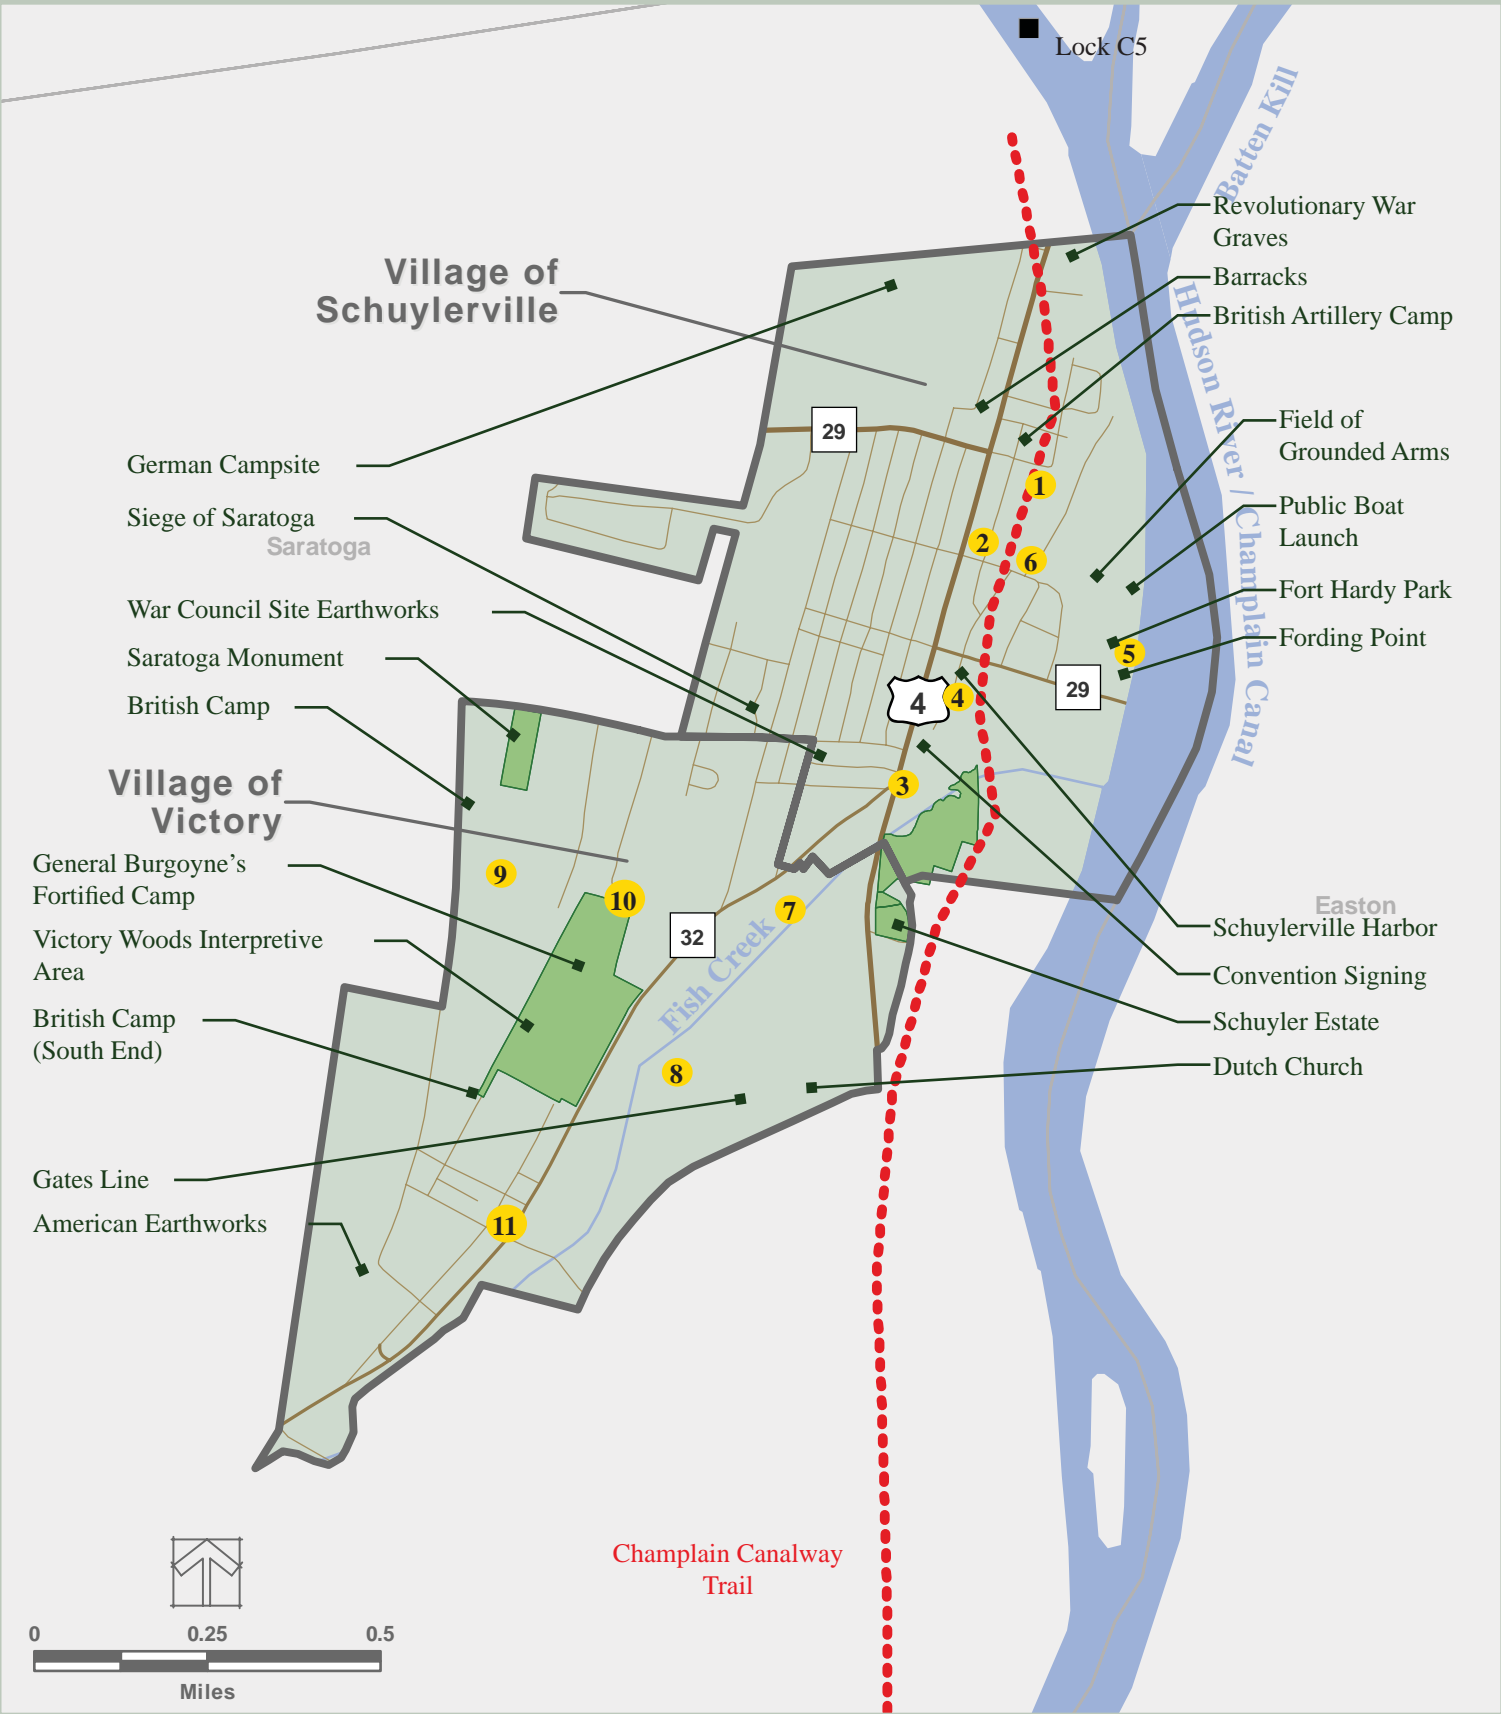 Lock C5
Batten Kill
Revolutionary War
Graves
Barracks
British Artillery Camp
Hudson River / Champlain Canal
Village of
Schuylerville
Field of
Grounded Arms
29
German Campsite
1
Public Boat
Launch
Siege of Saratoga
Saratoga
2
6
Fort Hardy Park
War Council Site Earthworks
Fording Point
Saratoga Monument
5
29
4
4
British Camp
Village of
Victory
3
General Burgoyne's
Fortified Camp
9
10
7
Easton
Schuylerville Harbor
32
Victory Woods Interpretive
Area
Fish Creek
Convention Signing
British Camp
(South End)
Schuyler Estate
8
Dutch Church
Gates Line
American Earthworks
11
Champlain Canalway
Trail
0 0.25 0.5
Miles